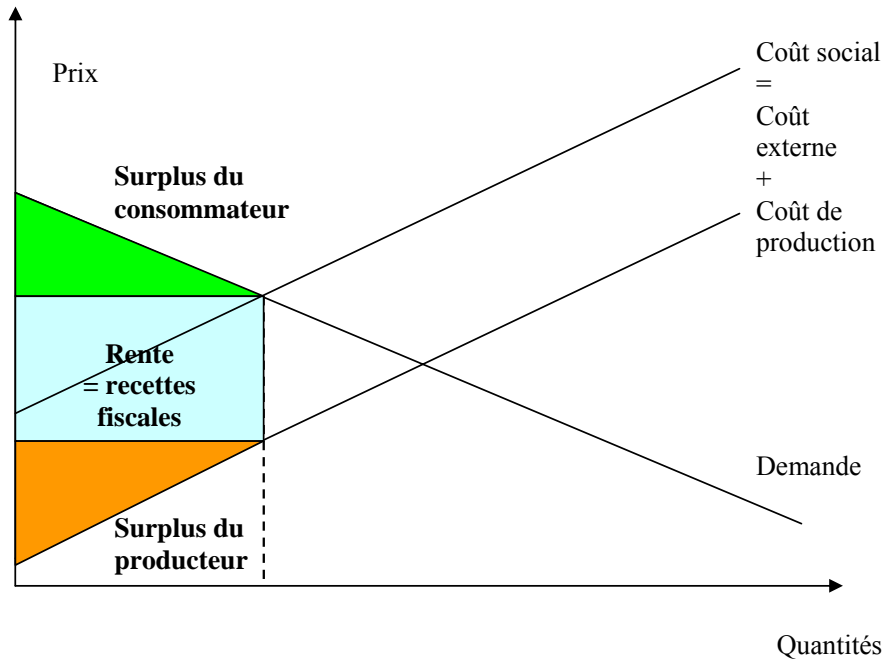 Prix
Coût social
=
Coût
externe
+
Coût de
production
Surplus du
consommateur
Rente
= recettes
fiscales
Demande
Surplus du
producteur
Quantités